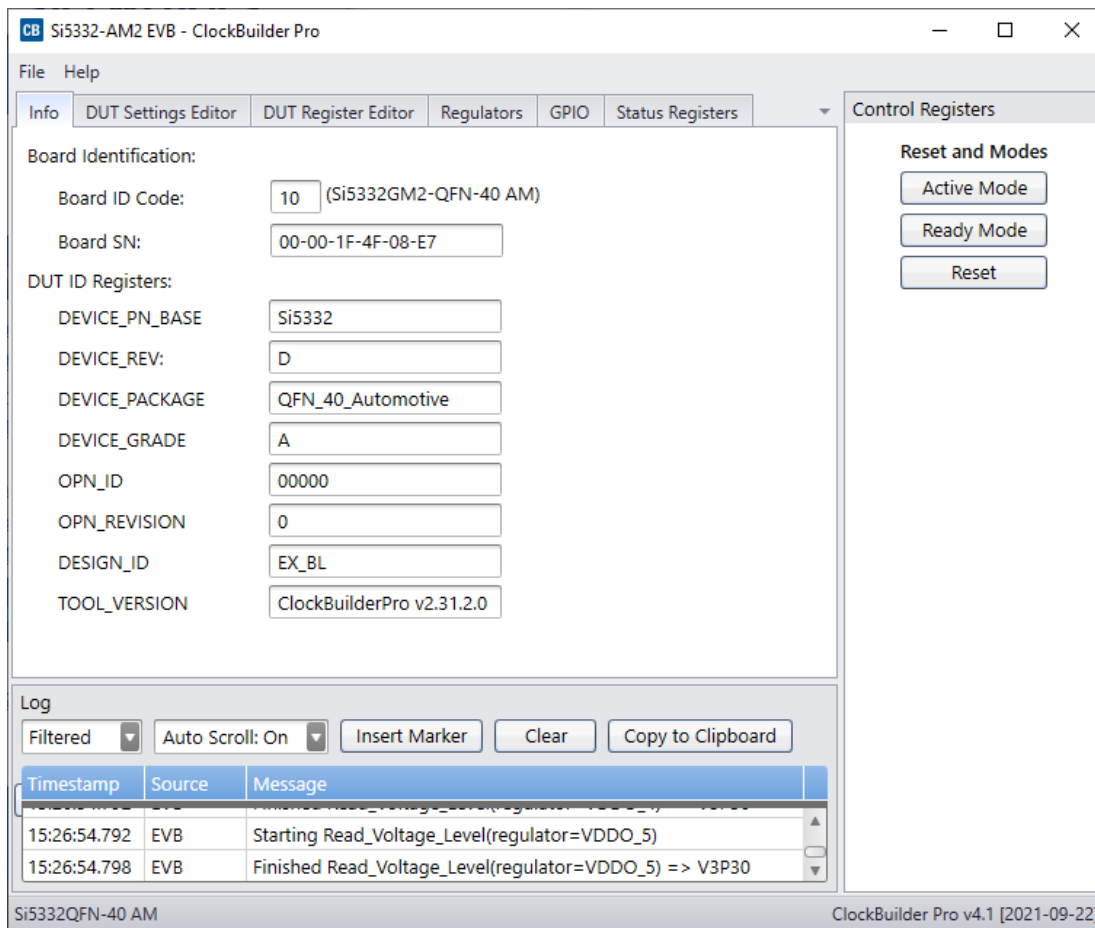 CB Si5332-AM2 EVB - ClockBuilder Pro
File Help
Info DUT Settings Editor DUT Register Editor Regulators GPIO Status Registers
Control Registers
Reset and Modes
Active Mode
Ready Mode
Reset
Board Identification:
Board ID Code: 10 (Si5332GM2-QFN-40 AM)
Board SN: 00-00-1F-4F-08-E7
DUT ID Registers:
DEVICE_PN_BASE Si5332
DEVICE_REV: D
DEVICE_PACKAGE QFN_40_Automotive
DEVICE_GRADE A
OPN_ID 00000
OPN_REVISION 0
DESIGN_ID EX_BL
TOOL_VERSION ClockBuilderPro v2.31.2.0
Log
Filtered Auto Scroll: On Insert Marker Clear Copy to Clipboard
Timestamp Source Message
15:26:54.792 EVB Starting Read_Voltage_Level(regulator=VDDO_5)
15:26:54.798 EVB Finished Read_Voltage_Level(regulator=VDDO_5) => V3P30
Si5332QFN-40 AM
ClockBuilder Pro v4.1 [2021-09-22]